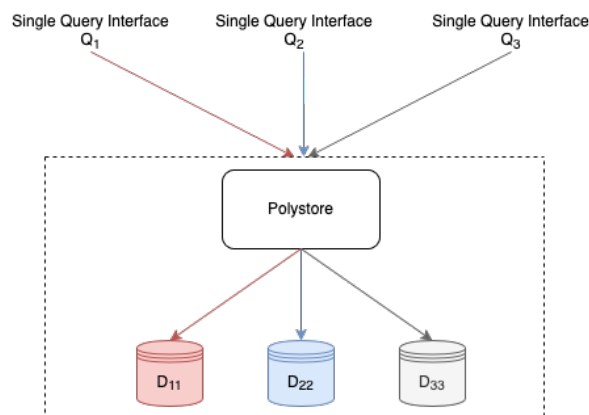 Single Query Interface
Q1
Single Query Interface
Q2
Single Query Interface
Q3
Polystore
D11
D22
D33